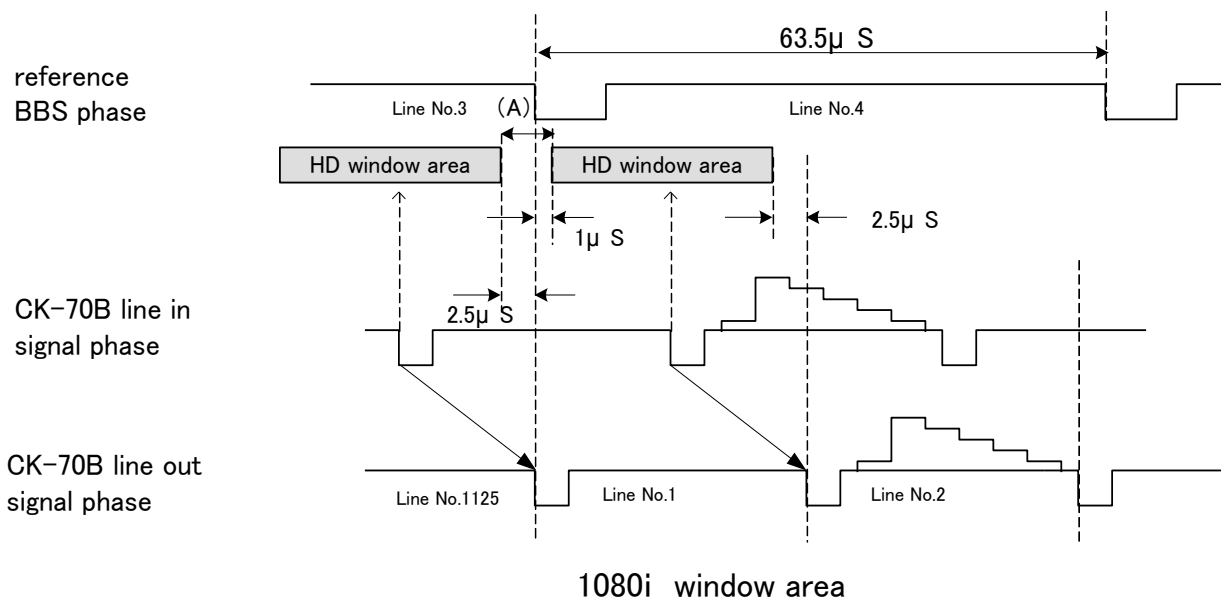 63.5μ S
reference
BBS phase
Line No.3
(A)
Line No.4
HD window area
HD window area
2.5μ S
1μ S
CK-70B line in
signal phase
2.5μ S
CK-70B line out
signal phase
Line No.1125
Line No.1
Line No.2
1080i window area